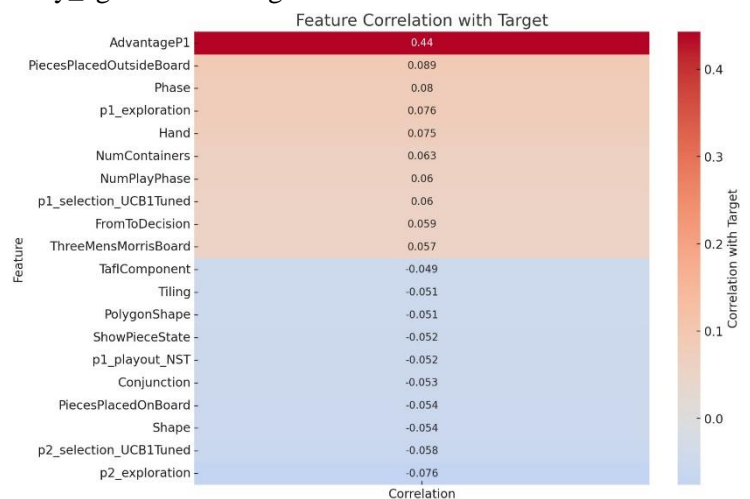 Feature Correlation with Target
AdvantageP1 0.44
PiecesPlacedOutsideBoard 0.089
Phase 0.08
p1_exploration 0.076
Hand 0.075
NumContainers 0.063
NumPlayPhase 0.06
p1_selection_UCB1Tuned 0.06
FromToDecision 0.059
ThreeMensMorrisBoard 0.057
TaflComponent -0.049
Tiling -0.051
PolygonShape -0.051
ShowPieceState -0.052
p1_playout_NST -0.052
Conjunction -0.053
PiecesPlacedOnBoard -0.054
Shape -0.054
p2_selection_UCB1Tuned -0.058
p2_exploration -0.076
Correlation
Feature
0.4
0.3
0.2
0.1
0.0
Correlation with Target